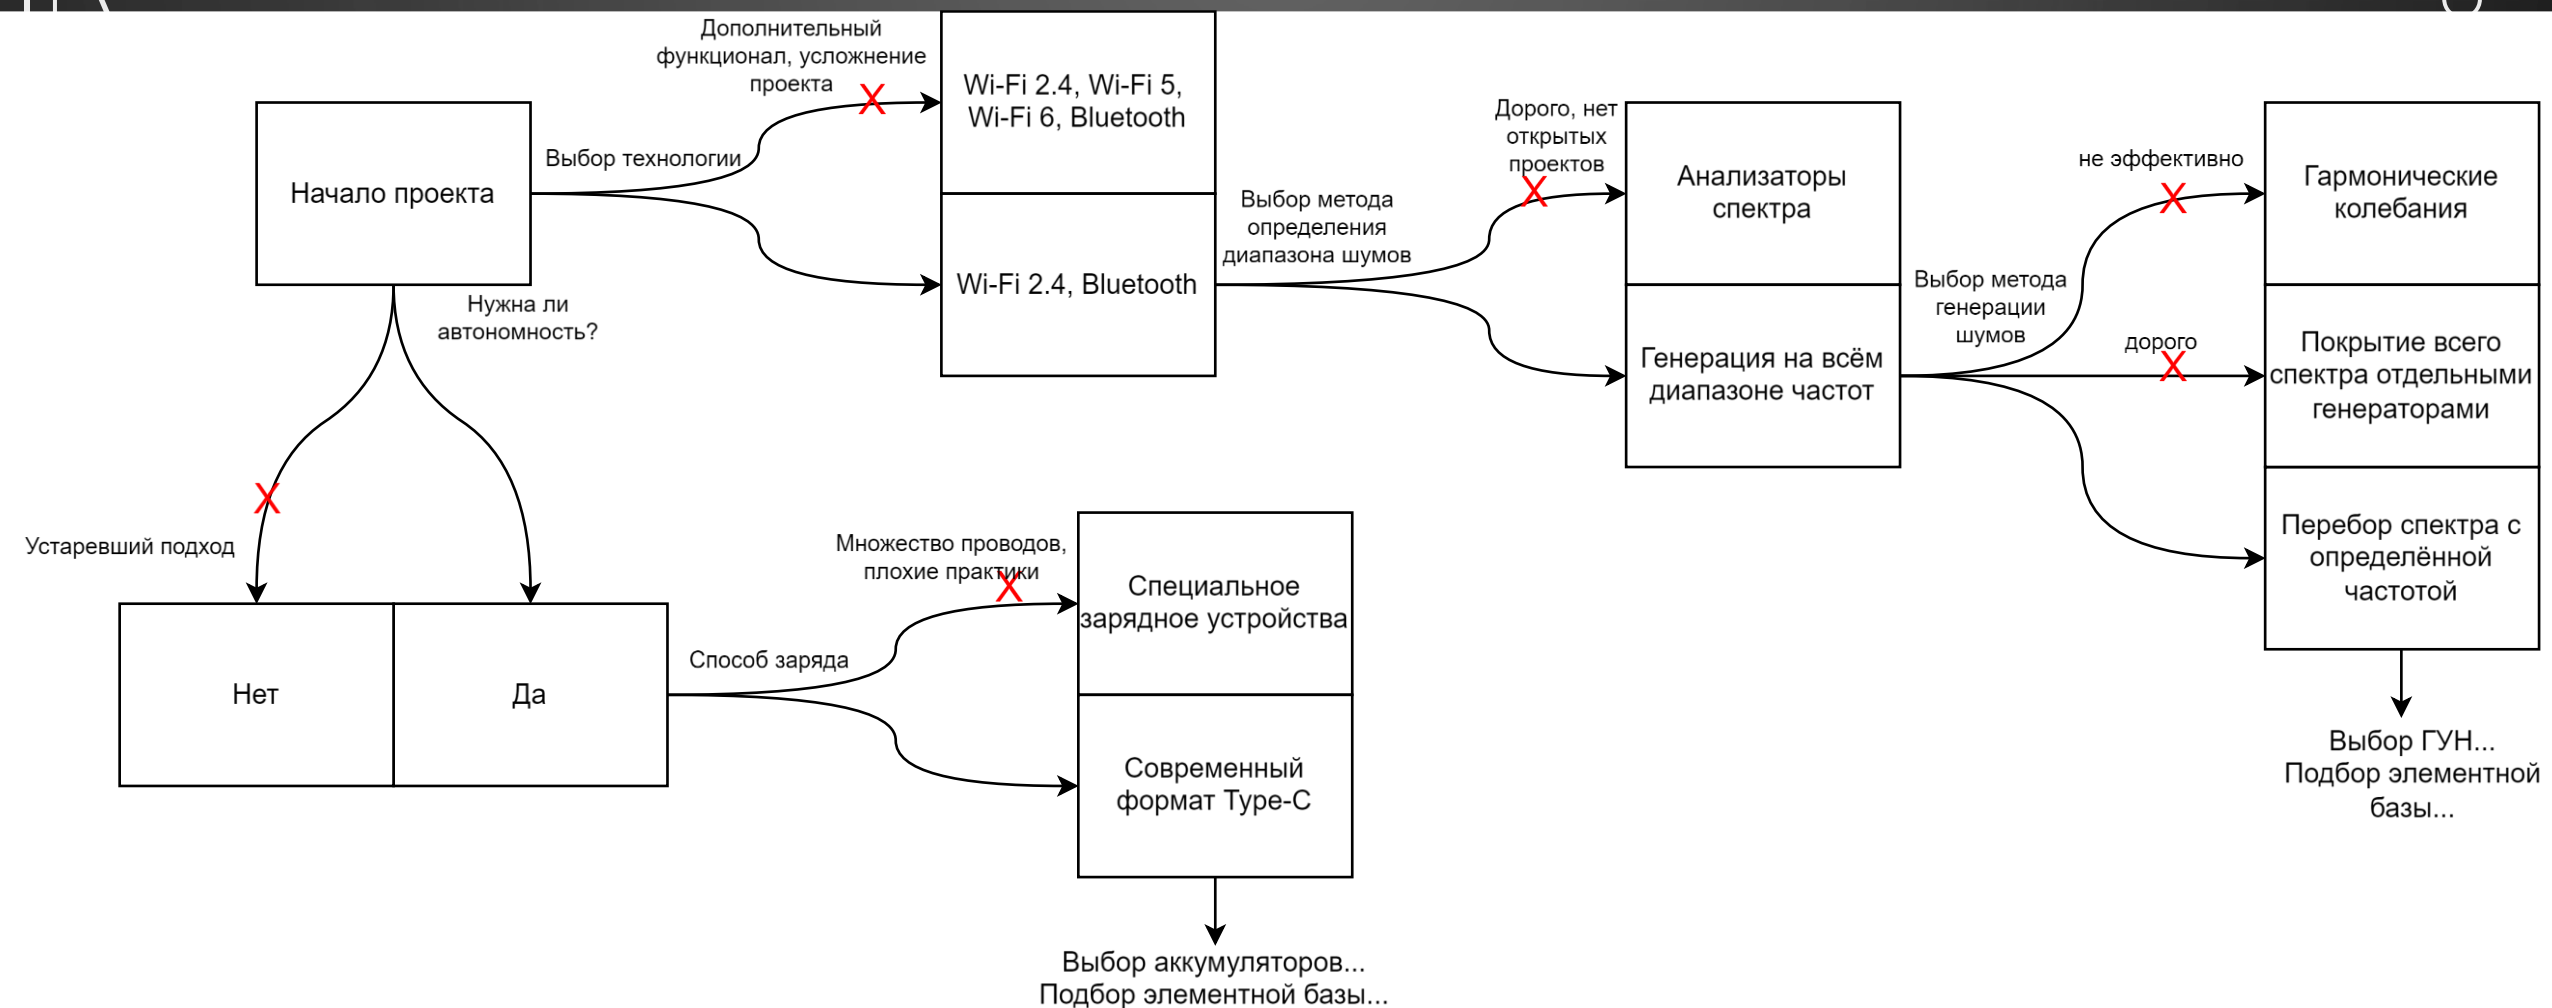 Дополнительный
функционал, усложнение
проекта
X
Wi-Fi 2.4, Wi-Fi 5,
Wi-Fi 6, Bluetooth
Начало проекта
Выбор технологии
Wi-Fi 2.4, Bluetooth
Выбор метода
определения
диапазона шумов
Дорого, нет
открытых
проектов
X
Анализаторы
спектра
Генерация на всём
диапазоне частот
Выбор метода
генерации
шумов
не эффективно
X
Гармонические
колебания
дорого
X
Покрытие всего
спектра отдельными
генераторами
Перебор спектра с
определённой
частотой
Выбор ГУН...
Подбор элементной
базы...
Нужна ли
автономность?
X
Устаревший подход
Нет
Да
Способ заряда
Множество проводов,
плохие практики
X
Специальное
зарядное устройства
Современный
формат Type-C
Выбор аккумуляторов...
Подбор элементной базы...